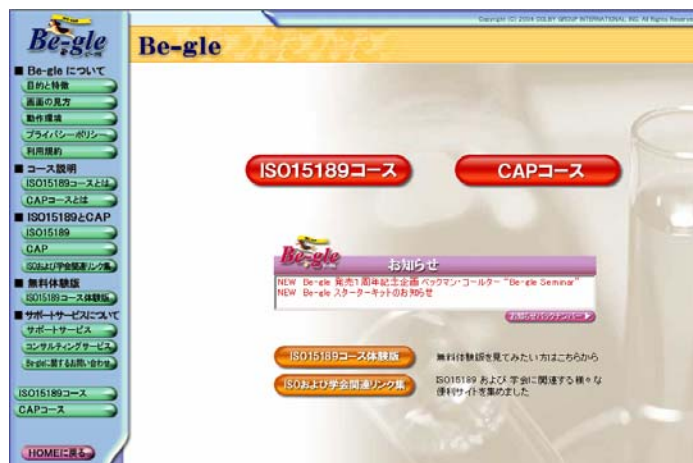 Copyright (C) 2004 DOLBY GROUP INTERNATIONAL, INC. All Rights Reserved
Be-gle
Be-gle
■ Be-gle について
目的と特徴
画面の見方
動作環境
プライバシーポリシー
利用規約
■ コース説明
ISO15189コースとは
CAPコースとは
■ ISO15189とCAP
ISO15189
CAP
ISOおよび学会関連リンク集
■ 無料体験版
ISO15189コース体験版
■ サポートサービスについて
サポートサービス
コンサルティングサービス
Be-gleに関するお問い合わせ
ISO15189コース
CAPコース
HOMEに戻る
ISO15189コース
CAPコース
Be-gle
お知らせ
NEW Be-gle 発売1周年記念企画 ベックマン・コールター "Be-gle Seminar"
NEW Be-gle スターターキットのお知らせ
お知らせバックナンバー
ISO15189コース体験版
無料体験版を見てみたい方はこちらから
ISOおよび学会関連リンク集
ISO15189 および 学会に関連する様々な
便利サイトを集めました